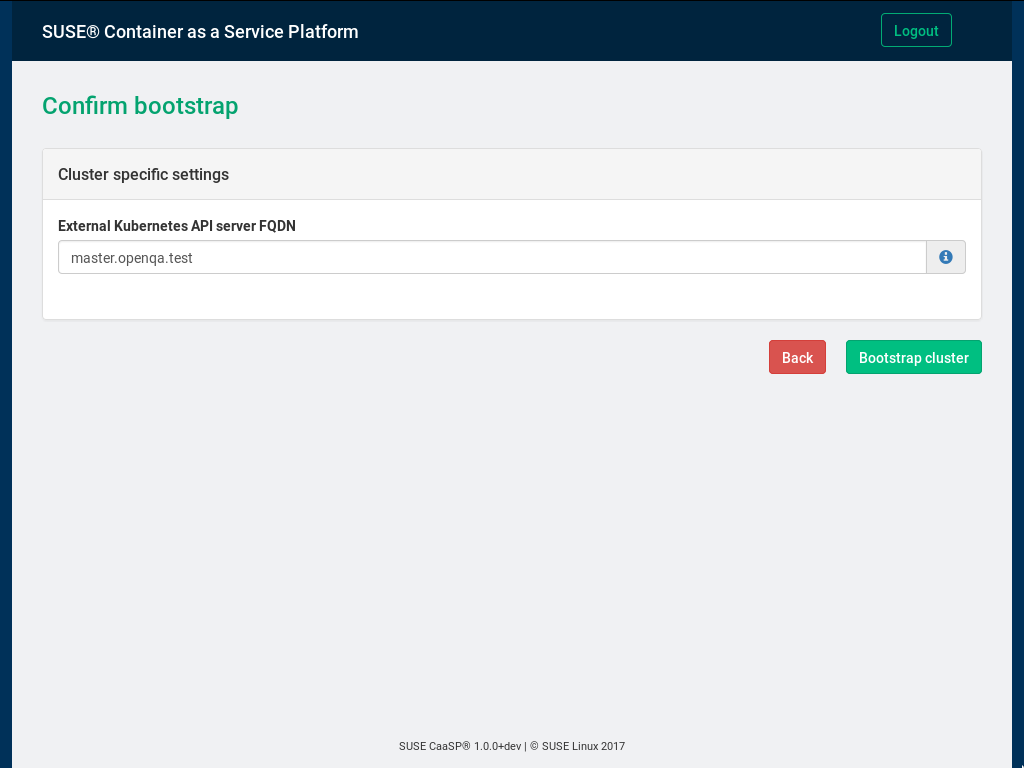 SUSE® Container as a Service Platform
Logout
Confirm bootstrap
Cluster specific settings
External Kubernetes API server FQDN
master.openqa.test
Back
Bootstrap cluster
SUSE CaaSP® 1.0.0+dev | © SUSE Linux 2017